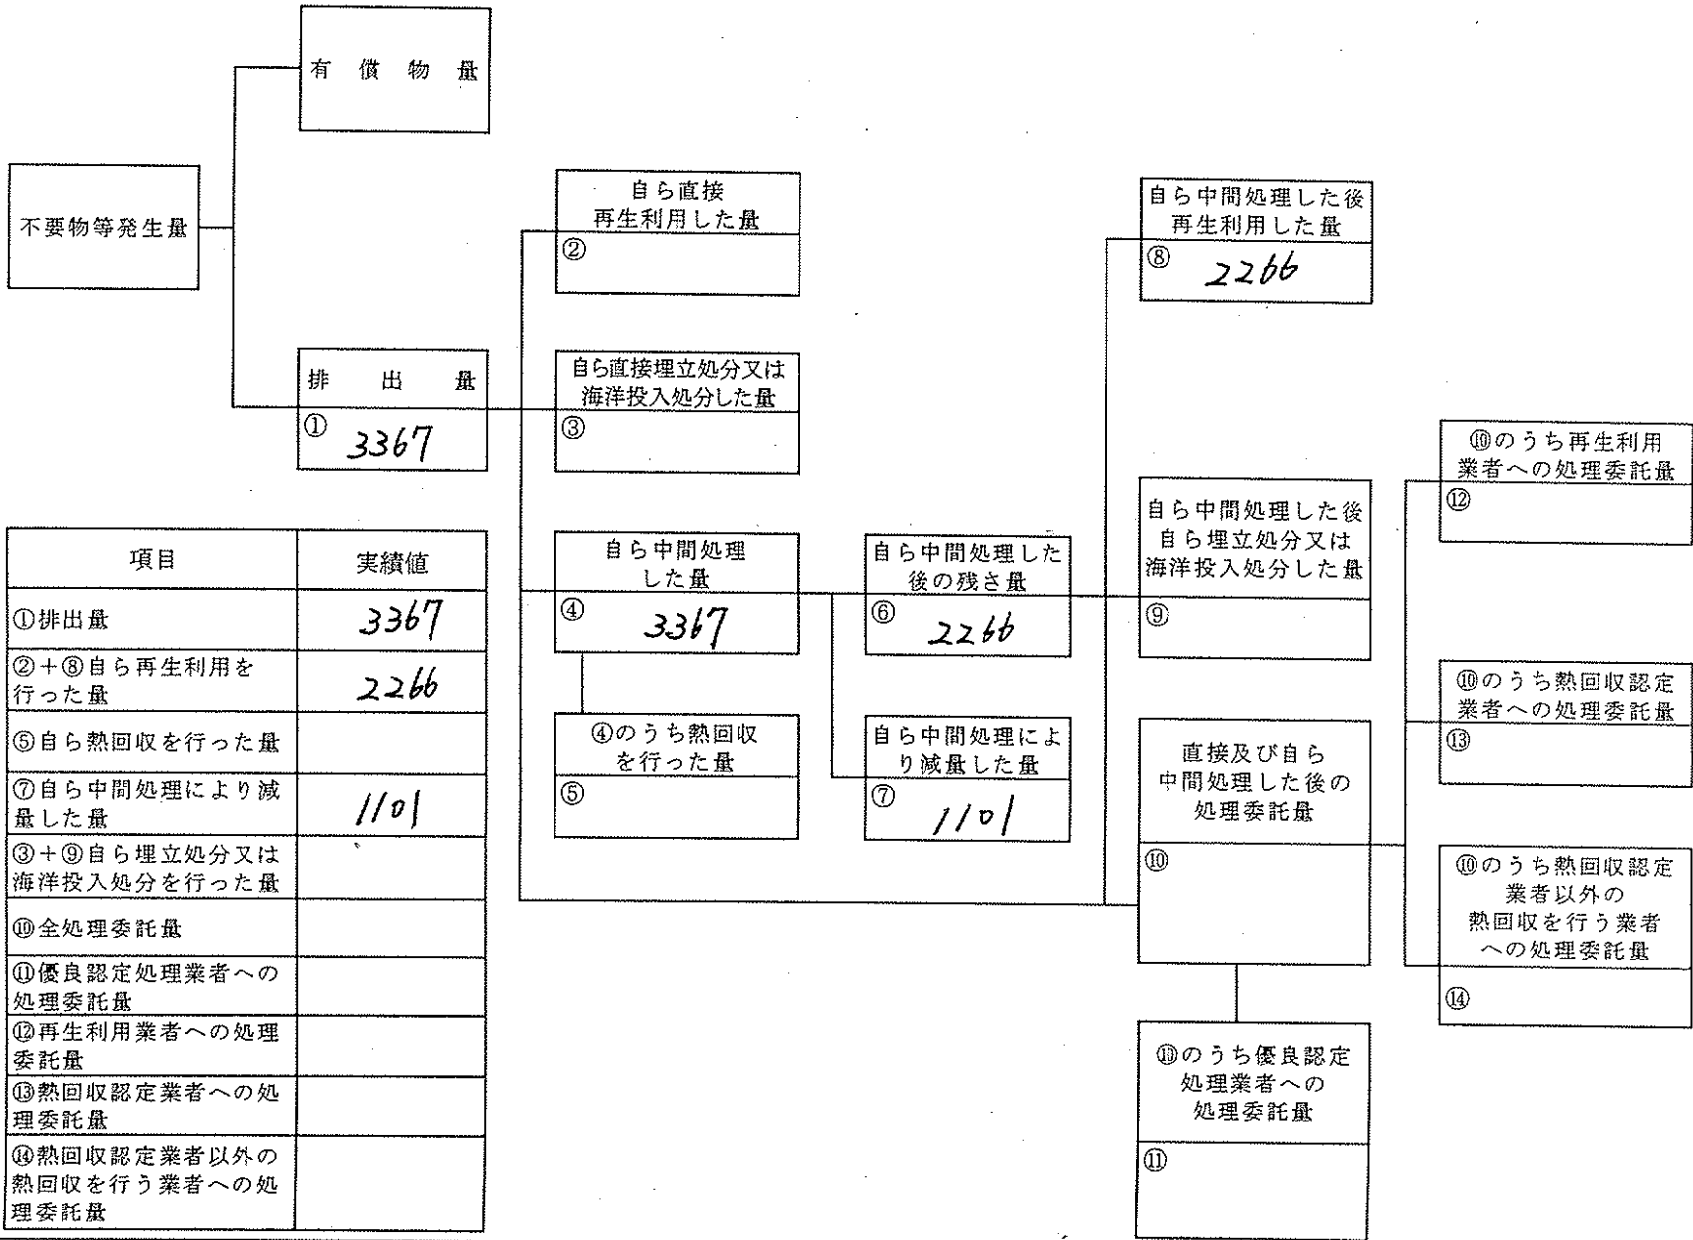 有償物量
不要物等発生量
排出量
① 3367
自ら直接
再生利用した量
②
自ら直接埋立処分又は
海洋投入処分した量
③
自ら中間処理
した量
④ 3367
④のうち熱回収
を行った量
⑤
自ら中間処理した
後の残さ量
⑥ 2266
自ら中間処理によ
り減量した量
⑦ 1101
自ら中間処理した後
再生利用した量
⑧ 2266
自ら中間処理した後
自ら埋立処分又は
海洋投入処分した量
⑨
直接及び自ら
中間処理した後の
処理委託量
⑩
⑩のうち優良認定
処理業者への
処理委託量
⑪
⑩のうち再生利用
業者への処理委託量
⑫
⑩のうち熱回収認定
業者への処理委託量
⑬
⑩のうち熱回収認定
業者以外の
熱回収を行う業者
への処理委託量
⑭
項目 実績値
①排出量 3367
②+⑧自ら再生利用を
行った量 2266
⑤自ら熱回収を行った量
⑦自ら中間処理により減
量した量 1101
③+⑨自ら埋立処分又は
海洋投入処分を行った量
⑩全処理委託量
⑪優良認定処理業者への
処理委託量
⑫再生利用業者への処理
委託量
⑬熱回収認定業者への処
理委託量
⑭熱回収認定業者以外の
熱回収を行う業者への処
理委託量